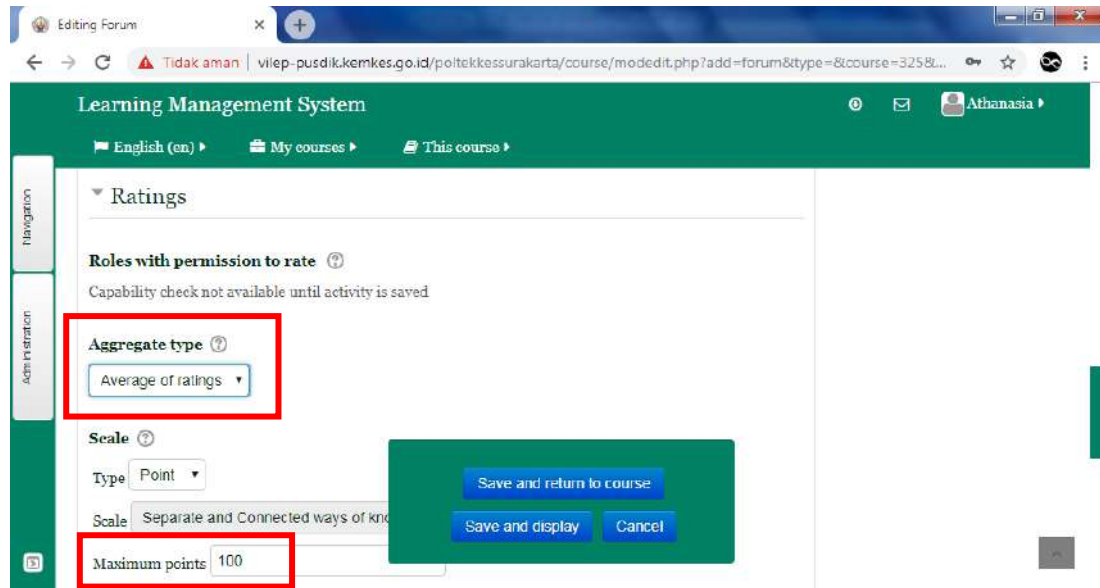 Editing Forum
Tidak aman | vilep-pusdik.kemkes.go.id/poltekkessurakarta/course/modedit.php?add=forum&type=&course=325&...
Learning Management System
Athanasia
English (en)
My courses
This course
Navigation
Administration
Ratings
Roles with permission to rate
Capability check not available until activity is saved
Aggregate type
Average of ratings
Scale
Type Point
Scale Separate and Connected ways of kno
Maximum points 100
Save and return to course
Save and display Cancel